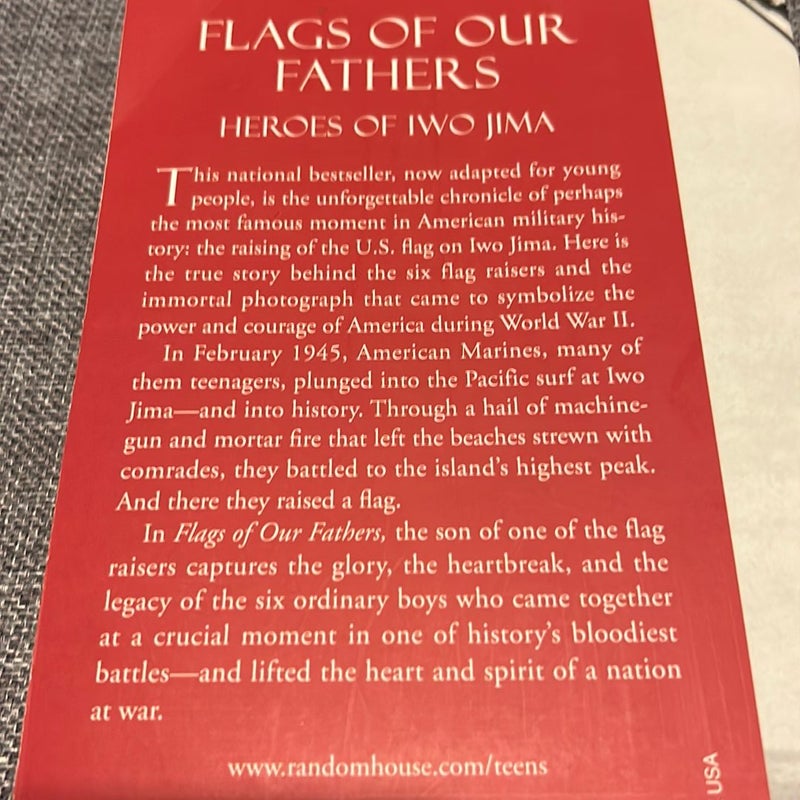 FLAGS OF OUR
FATHERS
HEROES OF IWO JIMA
This national bestseller, now adapted for young
people, is the unforgettable chronicle of perhaps
the most famous moment in American military his-
tory: the raising of the U.S. flag on Iwo Jima. Here is
the true story behind the six flag raisers and the
immortal photograph that came to symbolize the
power and courage of America during World War II.
In February 1945, American Marines, many of
them teenagers, plunged into the Pacific surf at Iwo
Jima—and into history. Through a hail of machine-
gun and mortar fire that left the beaches strewn with
comrades, they battled to the island's highest peak.
And there they raised a flag.
In Flags of Our Fathers, the son of one of the flag
raisers captures the glory, the heartbreak, and the
legacy of the six ordinary boys who came together
at a crucial moment in one of history's bloodiest
battles—and lifted the heart and spirit of a nation
at war.
www.randomhouse.com/teens
USA